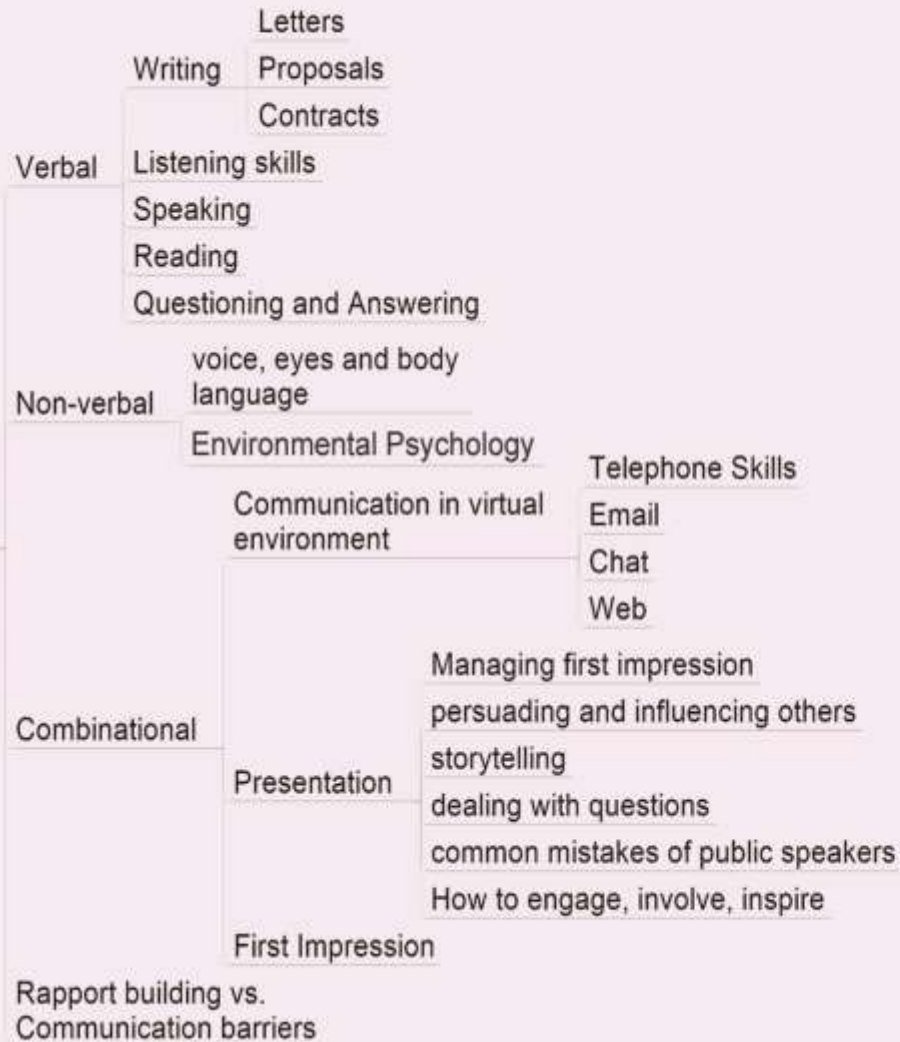 Verbal
Writing
Letters
Proposals
Contracts
Listening skills
Speaking
Reading
Questioning and Answering
Non-verbal
voice, eyes and body
language
Environmental Psychology
Combinational
Communication in virtual
environment
Telephone Skills
Email
Chat
Web
Presentation
Managing first impression
persuading and influencing others
storytelling
dealing with questions
common mistakes of public speakers
How to engage, involve, inspire
First Impression
Rapport building vs.
Communication barriers